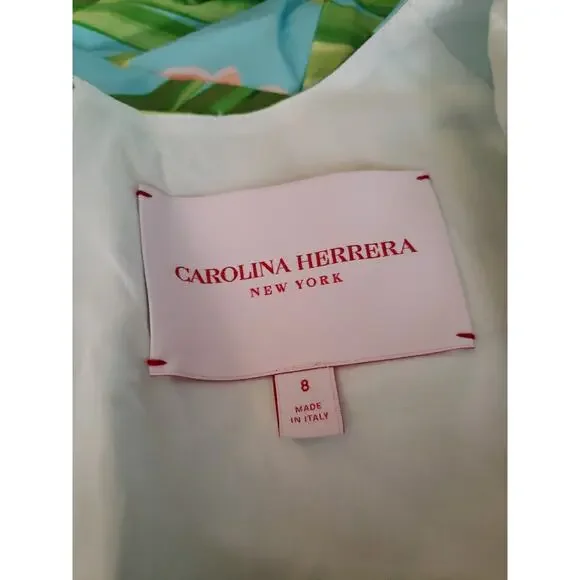 CAROLINA HERRERA
NEW YORK
8
MADE
IN ITALY